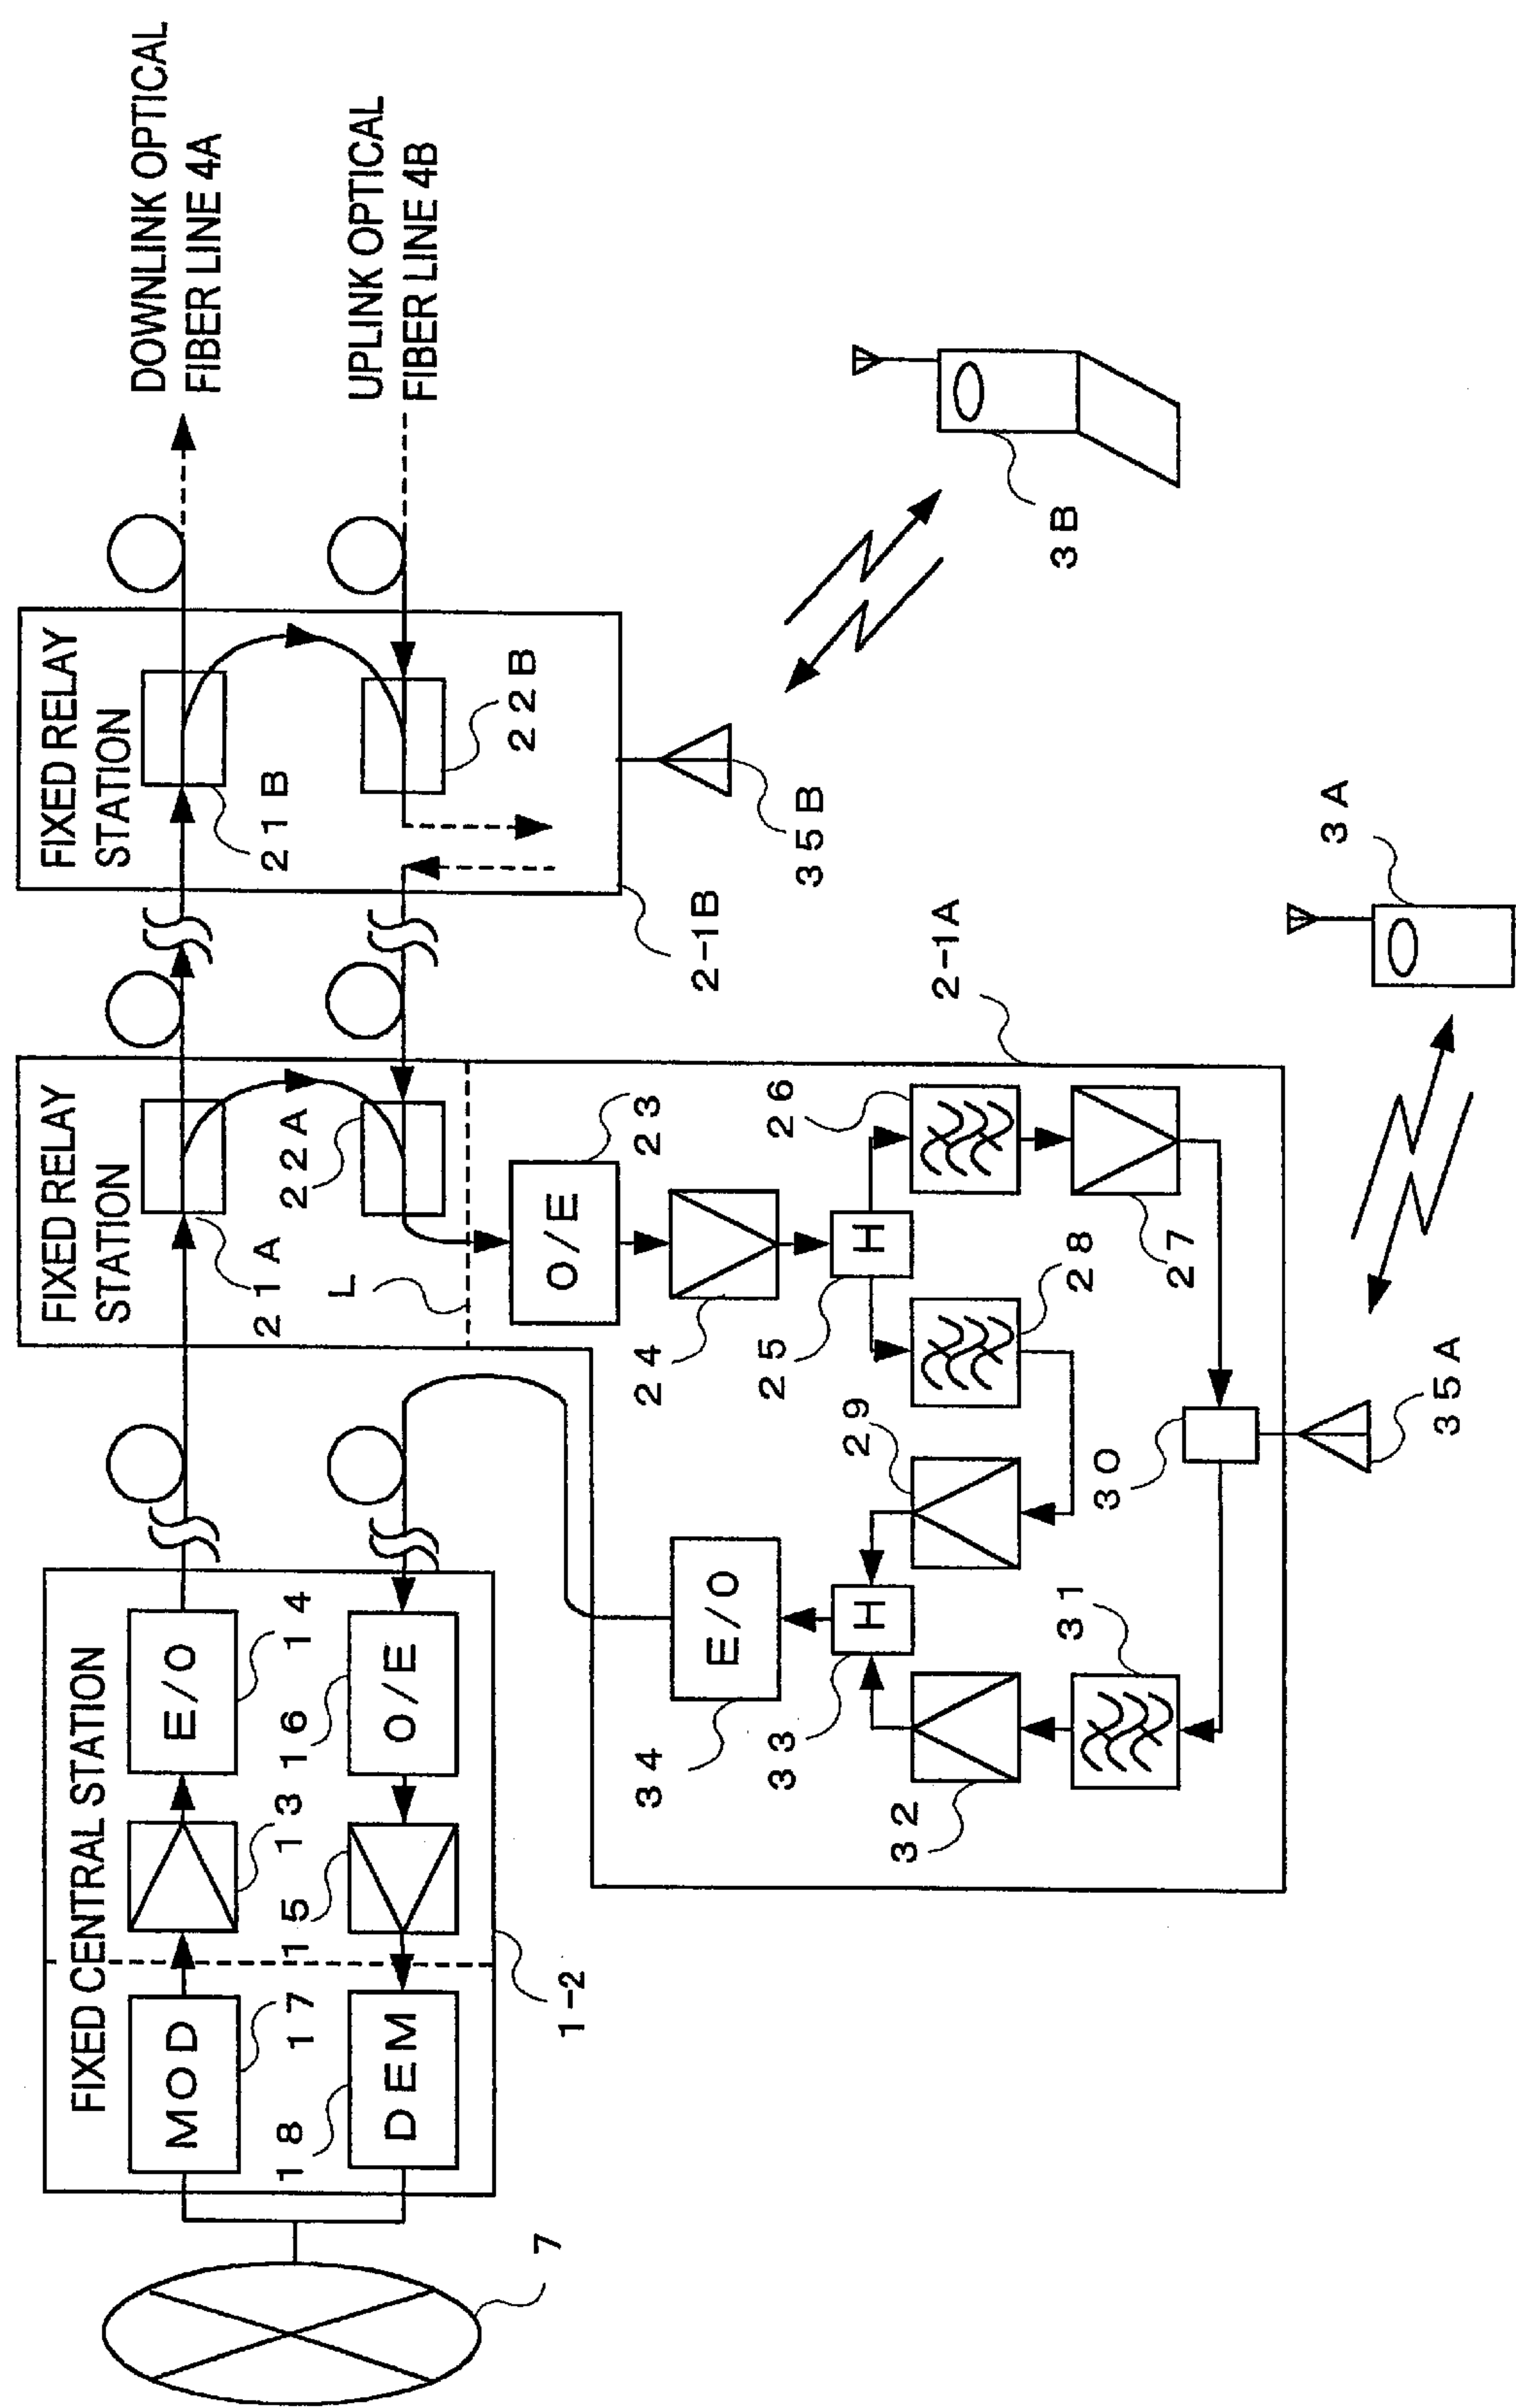 DOWNLINK OPTICAL
FIBER LINE 4A
UPLINK OPTICAL
FIBER LINE 4B
FIXED CENTRAL STATION
MOD
17
13
E/O
14
DEM
18
15
O/E
16
1-2
7
FIXED RELAY
STATION
21A
22A
L
O/E
23
24
H
25
26
27
28
29
30
31
32
H
33
E/O
34
35A
2-1A
FIXED RELAY
STATION
21B
22B
35B
2-1B
3A
3B